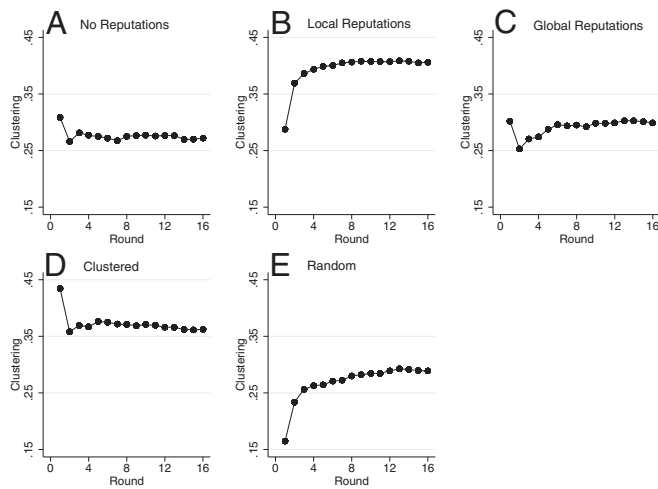 A No Reputations
.45
.35
.25
.15
Clustering
0 4 8 12 16
Round
B Local Reputations
.45
.35
.25
.15
Clustering
0 4 8 12 16
Round
C Global Reputations
.45
.35
.25
.15
Clustering
0 4 8 12 16
Round
D Clustered
.45
.35
.25
.15
Clustering
0 4 8 12 16
Round
E Random
.45
.35
.25
.15
Clustering
0 4 8 12 16
Round